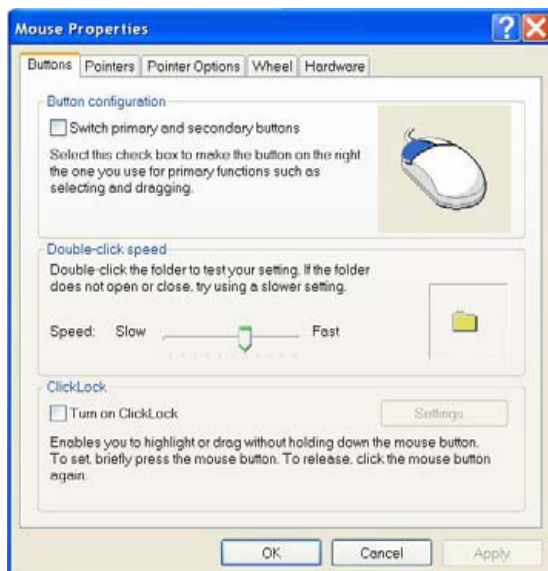 Mouse Properties
Buttons Pointers Pointer Options Wheel Hardware
Button configuration
Switch primary and secondary buttons
Select this check box to make the button on the right
the one you use for primary functions such as
selecting and dragging.
Double-click speed
Double-click the folder to test your setting. If the folder
does not open or close, try using a slower setting.
Speed: Slow Fast
ClickLock
Turn on ClickLock Settings...
Enables you to highlight or drag without holding down the mouse button.
To set, briefly press the mouse button. To release, click the mouse button
again.
OK Cancel Apply